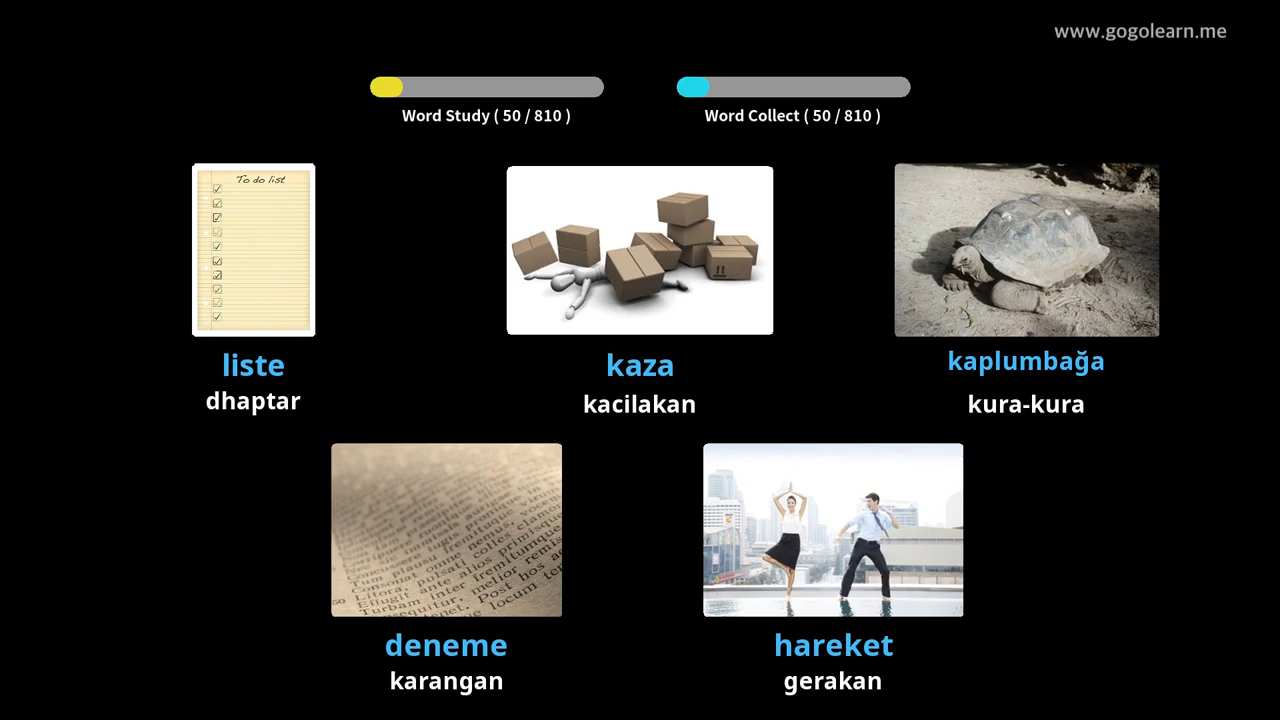 www.gogolearn.me
Word Study ( 50 / 810 )
Word Collect ( 50 / 810 )
To do list
liste
dhaptar
kaza
kacilakan
kaplumbağa
kura-kura
deneme
karangan
hareket
gerakan